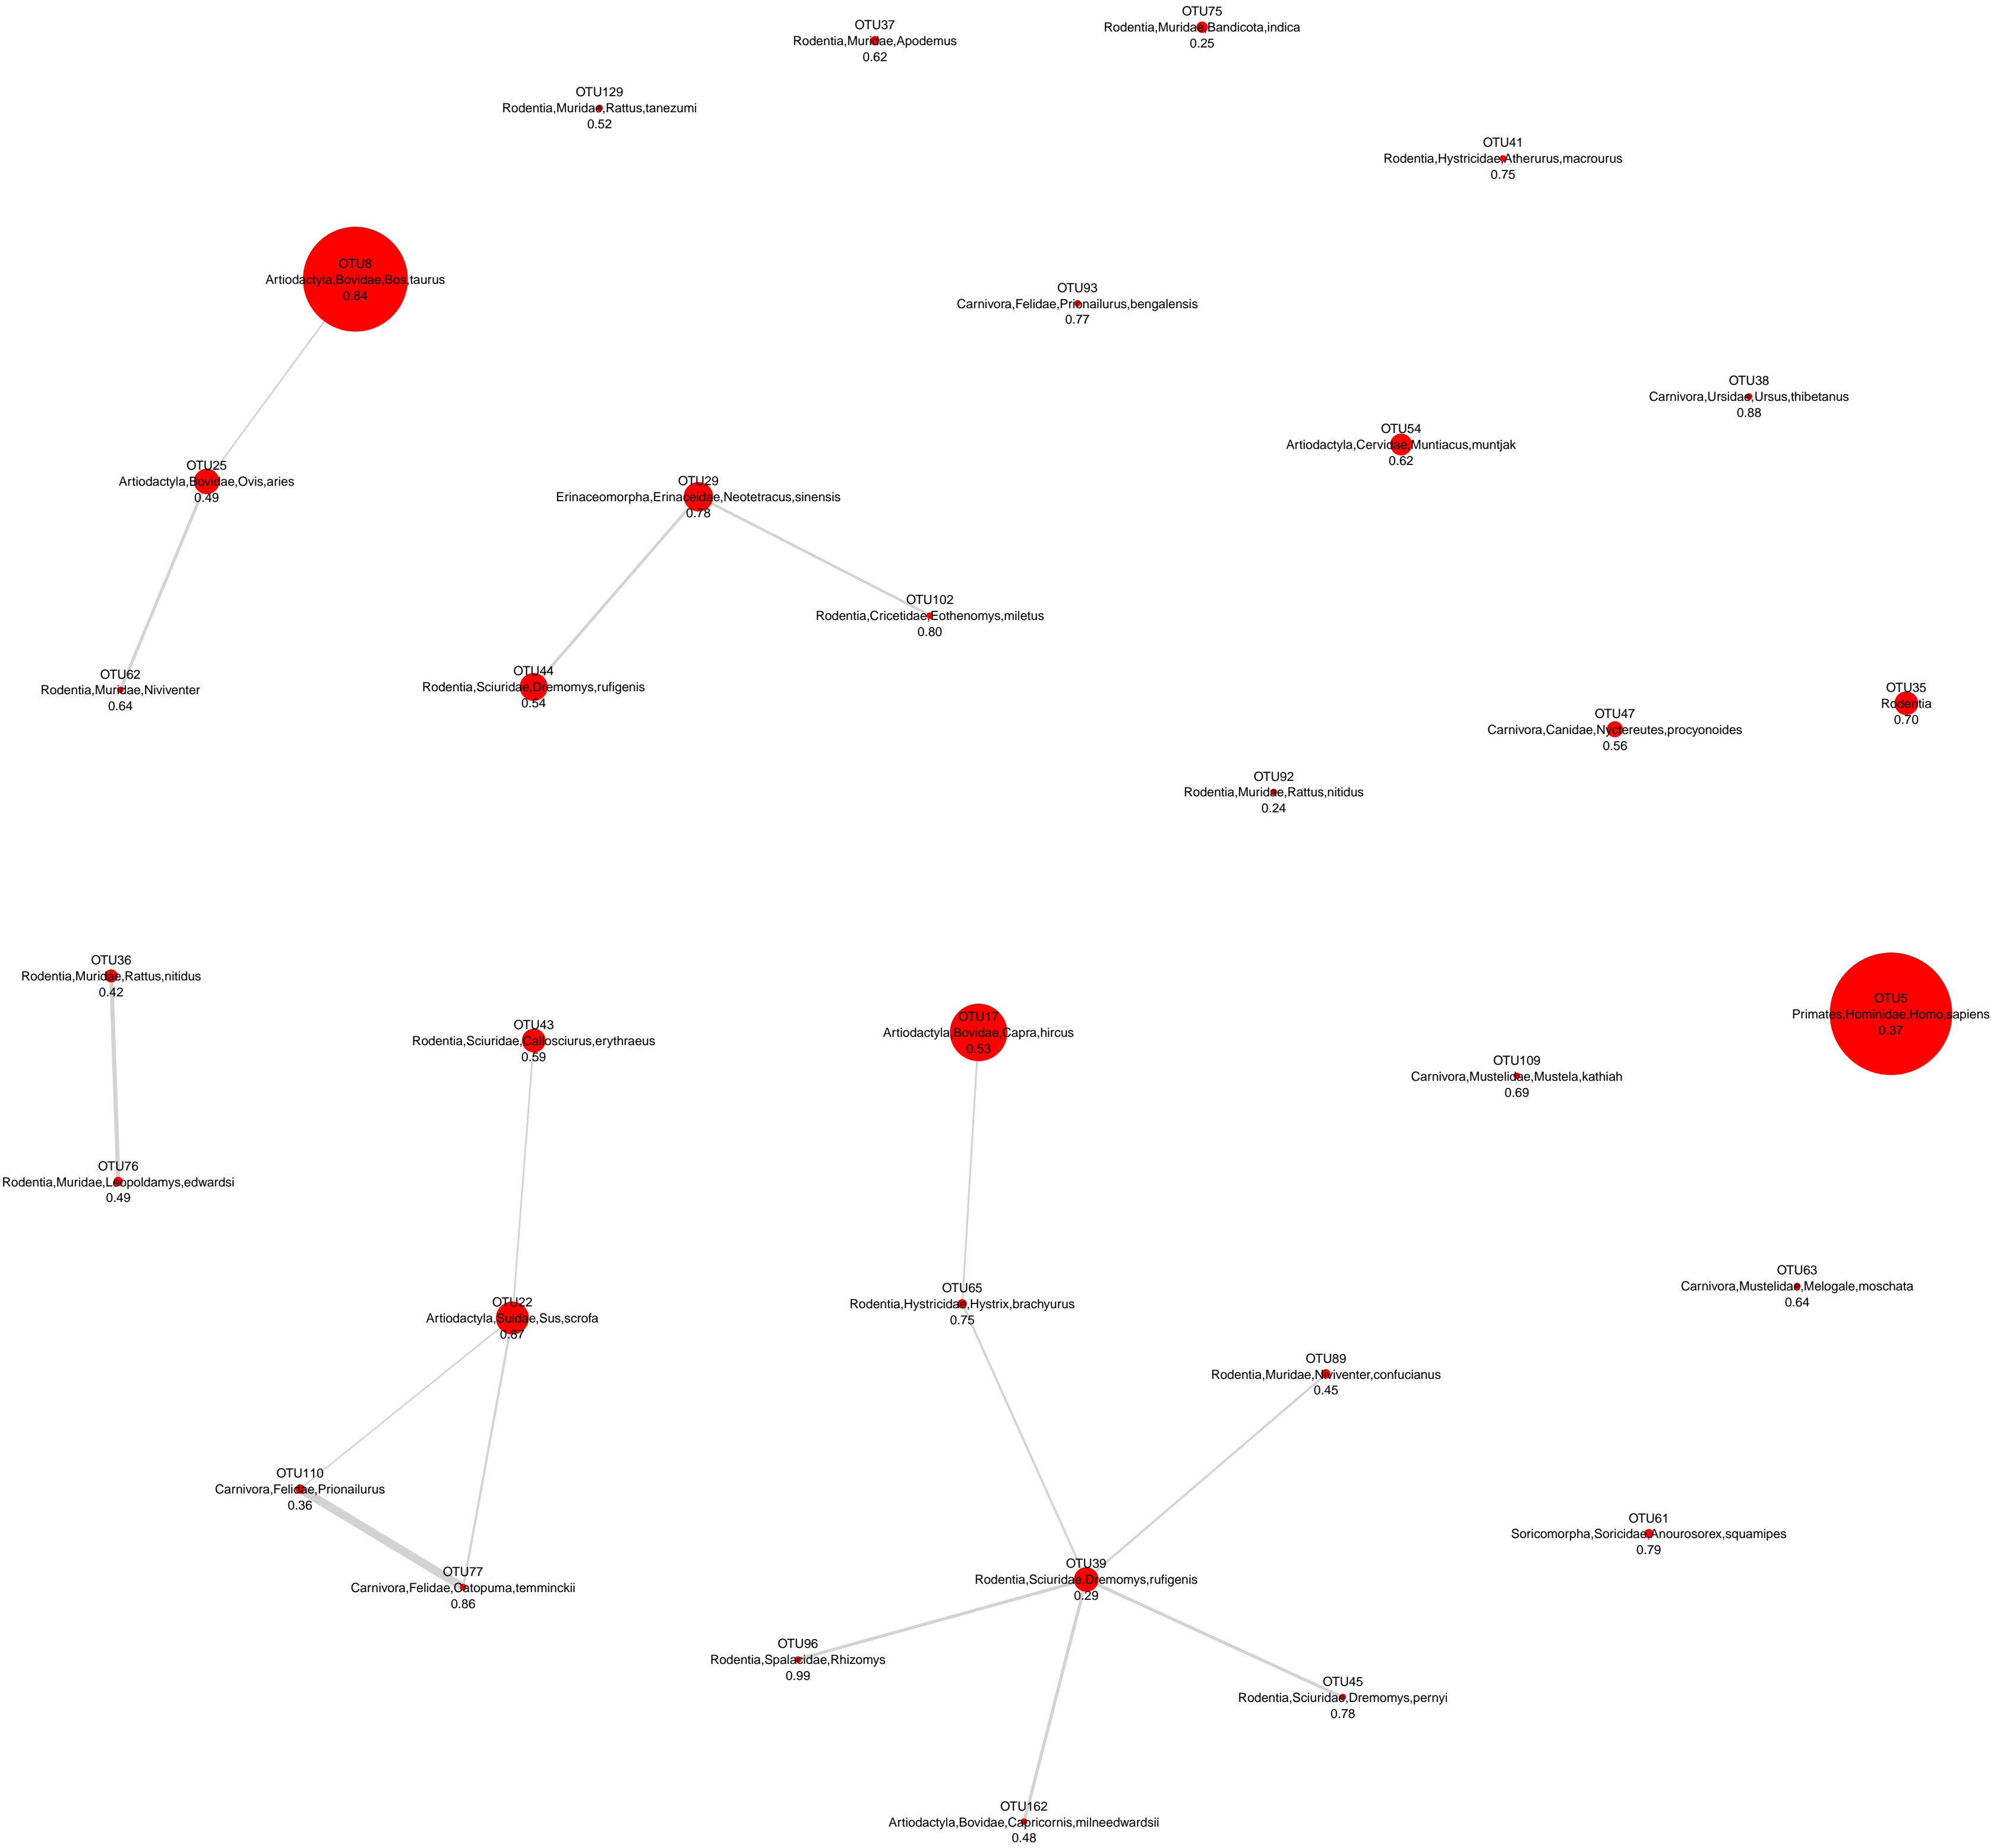 OTU75
Rodentia,Muridae,Bandicota,indica
0.25
OTU37
Rodentia,Muridae,Apodemus
0.62
OTU129
Rodentia,Muridae,Rattus,tanezumi
0.52
OTU41
Rodentia,Hystricidae,Atherurus,macrourus
0.75
OTU8
Artiodactyla,Bovidae,Bos,taurus
0.84
OTU93
Carnivora,Felidae,Prionailurus,bengalensis
0.77
OTU38
Carnivora,Ursidae,Ursus,thibetanus
0.88
OTU54
Artiodactyla,Cervidae,Muntiacus,muntjak
0.62
OTU25
Artiodactyla,Bovidae,Ovis,aries
0.49
OTU29
Erinaceomorpha,Erinaceidae,Neotetracus,sinensis
0.78
OTU102
Rodentia,Cricetidae,Eothenomys,miletus
0.80
OTU44
Rodentia,Sciuridae,Dremomys,rufigenis
0.54
OTU62
Rodentia,Muridae,Niviventer
0.64
OTU35
Rodentia
0.70
OTU47
Carnivora,Canidae,Nyctereutes,procyonoides
0.56
OTU92
Rodentia,Muridae,Rattus,nitidus
0.24
OTU36
Rodentia,Muridae,Rattus,nitidus
0.42
OTU5
Primates,Hominidae,Homo,sapiens
0.37
OTU17
Artiodactyla,Bovidae,Capra,hircus
0.53
OTU43
Rodentia,Sciuridae,Callosciurus,erythraeus
0.59
OTU109
Carnivora,Mustelidae,Mustela,kathiah
0.69
OTU76
Rodentia,Muridae,Leopoldamys,edwardsi
0.49
OTU63
Carnivora,Mustelidae,Melogale,moschata
0.64
OTU65
Rodentia,Hystricidae,Hystrix,brachyurus
0.75
OTU22
Artiodactyla,Suidae,Sus,scrofa
0.87
OTU89
Rodentia,Muridae,Niviventer,confucianus
0.45
OTU110
Carnivora,Felidae,Prionailurus
0.36
OTU61
Soricomorpha,Soricidae,Anourosorex,squamipes
0.79
OTU39
Rodentia,Sciuridae,Dremomys,rufigenis
0.29
OTU77
Carnivora,Felidae,Catopuma,temminckii
0.86
OTU96
Rodentia,Spalacidae,Rhizomys
0.99
OTU45
Rodentia,Sciuridae,Dremomys,pernyi
0.78
OTU162
Artiodactyla,Bovidae,Capricornis,milneedwardsii
0.48